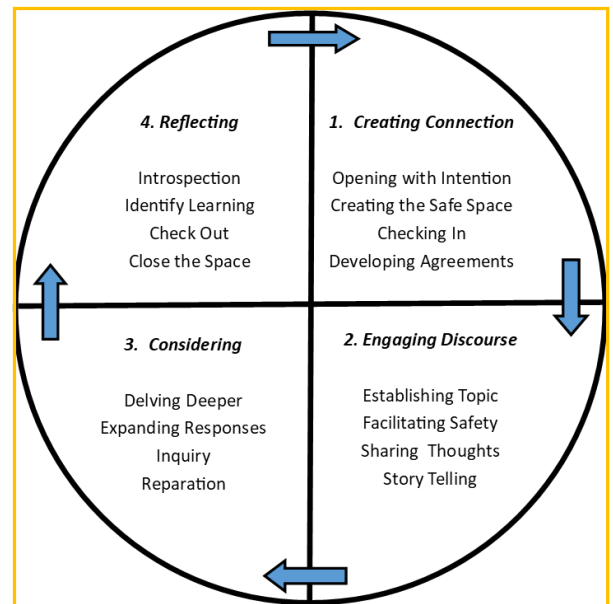 1. Creating Connection
Opening with Intention
Creating the Safe Space
Checking In
Developing Agreements
2. Engaging Discourse
Establishing Topic
Facilitating Safety
Sharing Thoughts
Story Telling
3. Considering
Delving Deeper
Expanding Responses
Inquiry
Reparation
4. Reflecting
Introspection
Identify Learning
Check Out
Close the Space